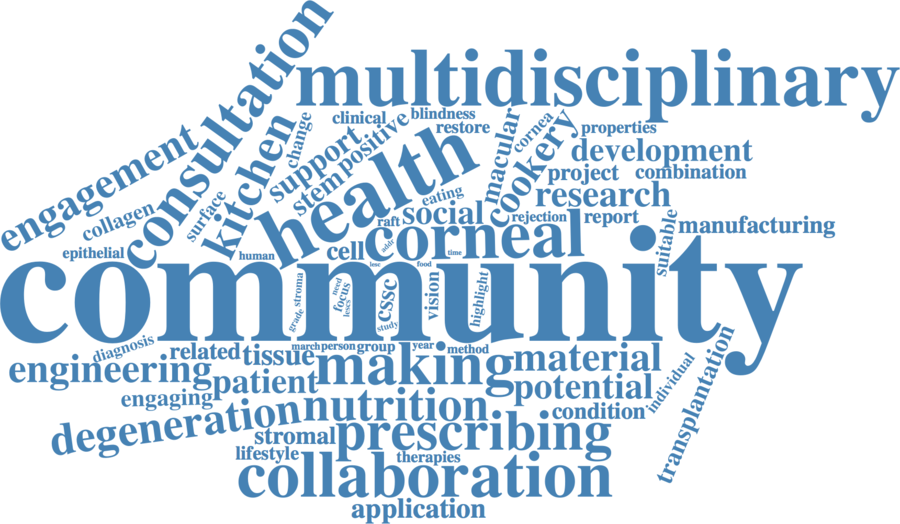 consultation
multidisciplinary
engagement
kitchen
change
clinical
blindness
support
positive
restore
stem
health
macular
cornea
cookery
properties
development
project
combination
research
collagen
surface
eating
raft
social
rejection
report
suitable
manufacturing
epithelial
human
cell
corneal
addr
time
lesc
food
community
stroma
grade
need
focus
lescs
cssc
study
vision
highlight
diagnosis
related
tissue
march
person
group
year
method
making
material
engineering
patient
potential
individual
transplantation
engaging
degeneration
nutrition
condition
stromal
prescribing
lifestyle
therapies
collaboration
application